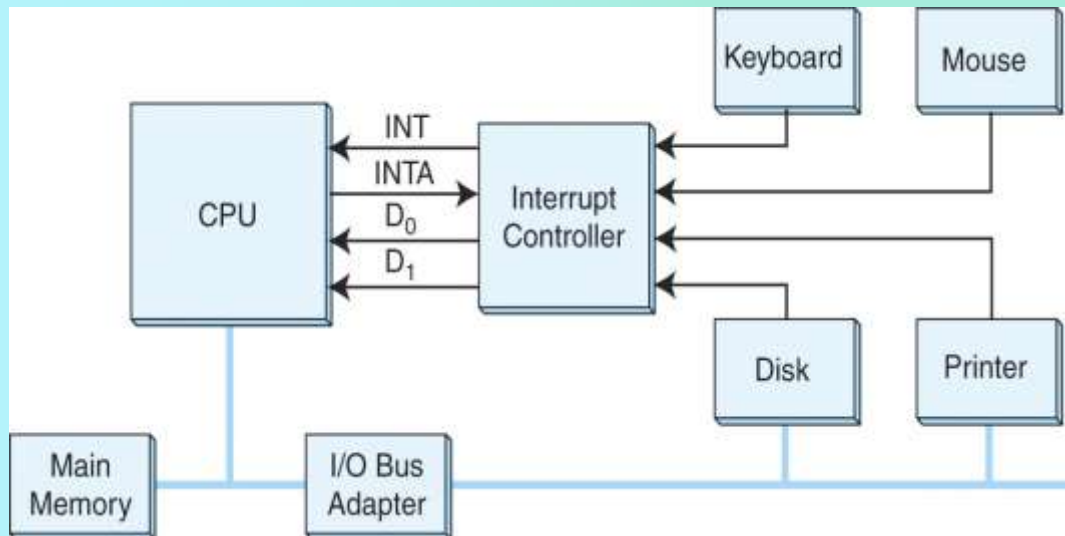 Keyboard
Mouse
INT
INTA
D₀
D₁
CPU
Interrupt
Controller
Disk
Printer
Main
Memory
I/O Bus
Adapter